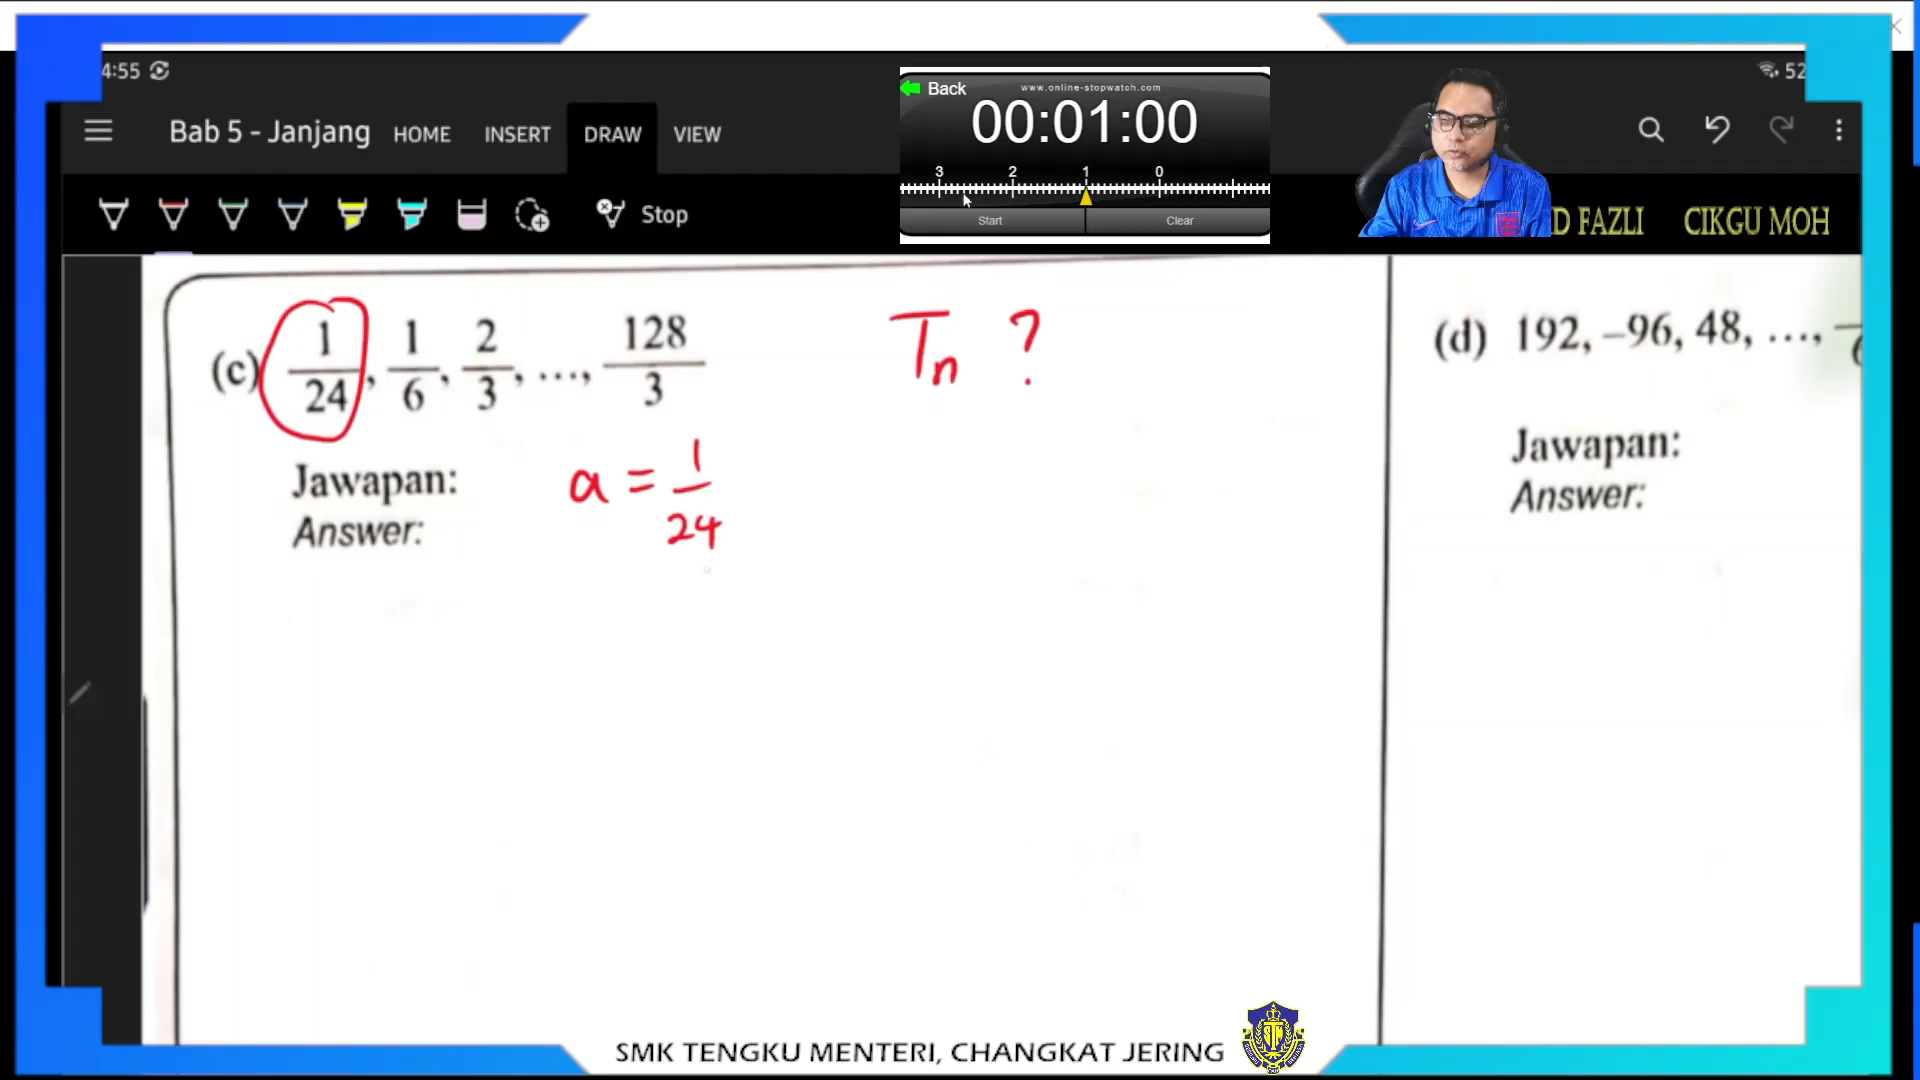 4:55
52
Back
www.online-stopwatch.com
00:01:00
3 2 1 0
Start Clear
Bab 5 - Janjang HOME INSERT DRAW VIEW
Stop
D FAZLI CIKGU MOH
(c) 1/24, 1/6, 2/3, ..., 128/3
Tn ?
Jawapan:
Answer:
a = 1/24
(d) 192, –96, 48, ...,
Jawapan:
Answer:
SMK TENGKU MENTERI, CHANGKAT JERING